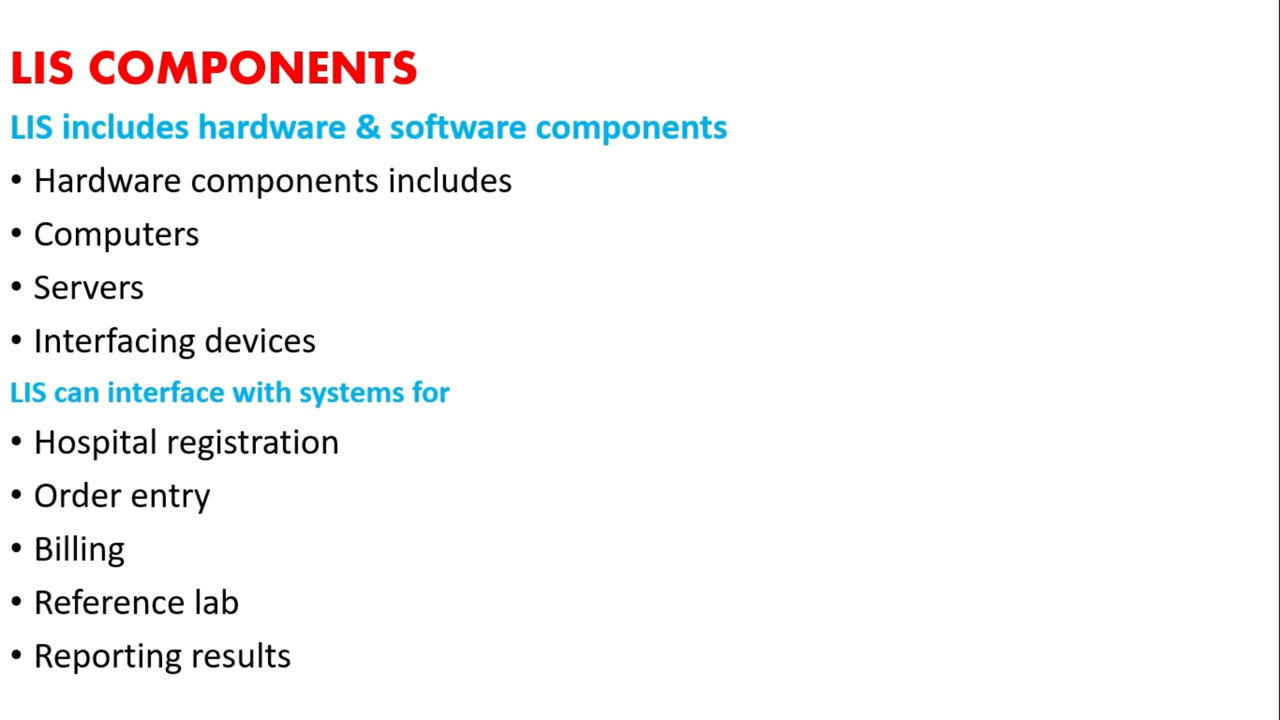 LIS COMPONENTS
LIS includes hardware & software components
• Hardware components includes
• Computers
• Servers
• Interfacing devices
LIS can interface with systems for
• Hospital registration
• Order entry
• Billing
• Reference lab
• Reporting results